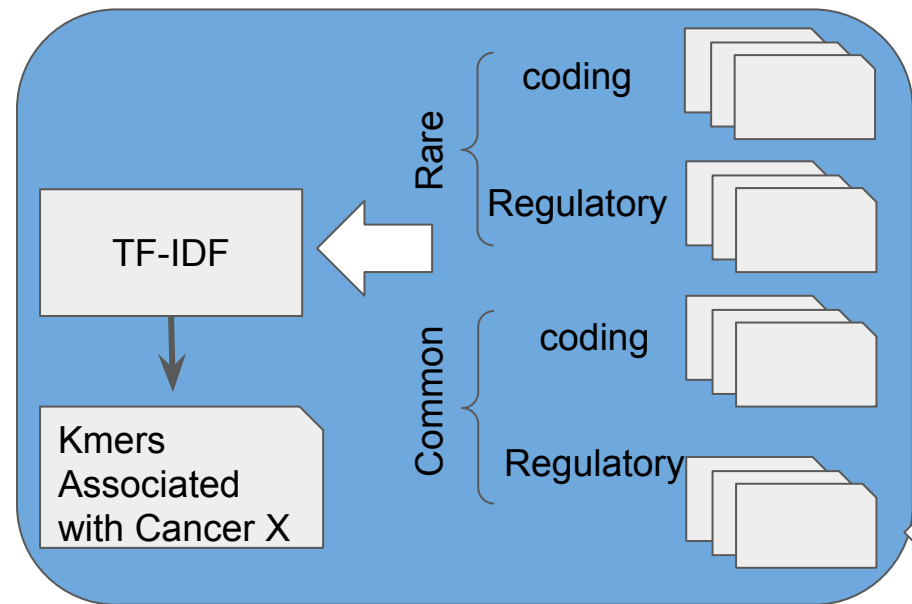 TF-IDF
Kmers
Associated
with Cancer X
Rare
coding
Regulatory
Common
coding
Regulatory